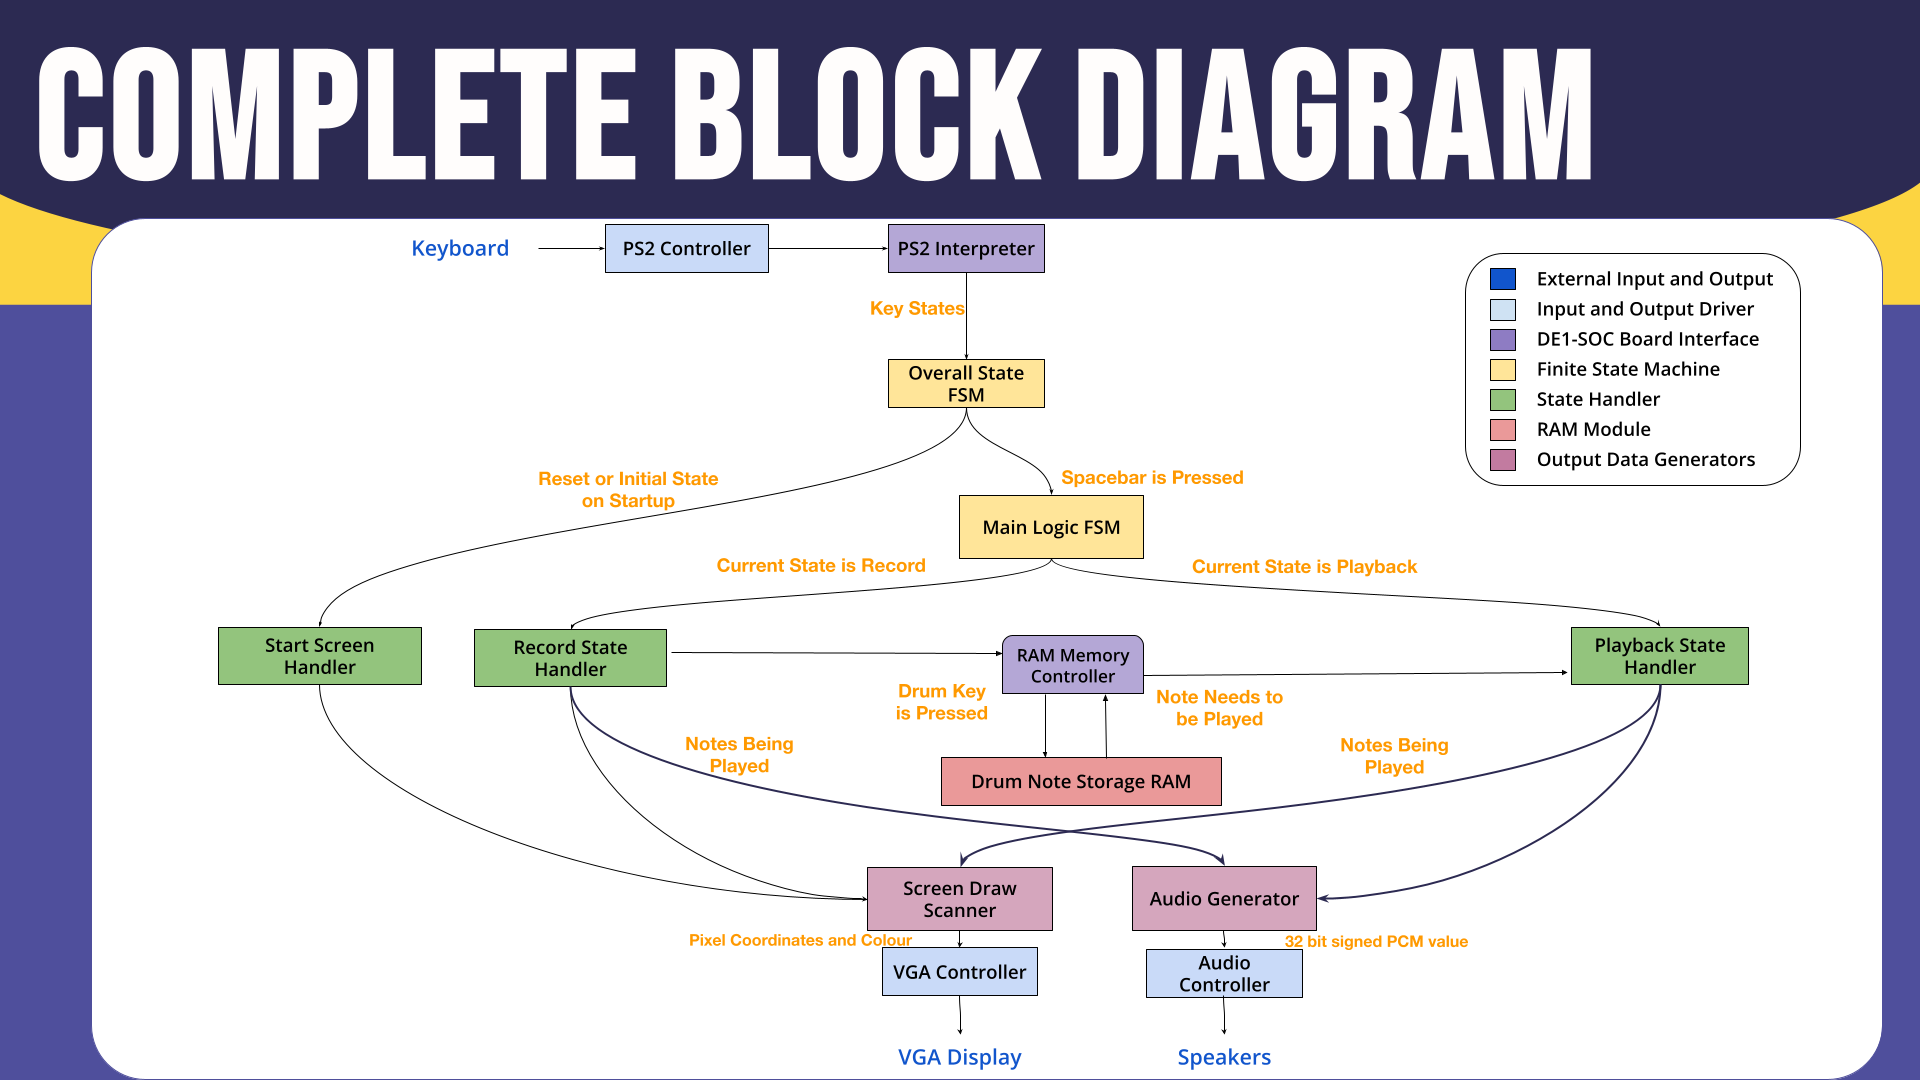 COMPLETE BLOCK DIAGRAM
Keyboard
PS2 Controller
PS2 Interpreter
External Input and Output
Input and Output Driver
DE1-SOC Board Interface
Finite State Machine
State Handler
RAM Module
Output Data Generators
Key States
Overall State
FSM
Reset or Initial State
on Startup
Spacebar is Pressed
Main Logic FSM
Current State is Record
Current State is Playback
Start Screen
Handler
Record State
Handler
RAM Memory
Controller
Playback State
Handler
Drum Key
is Pressed
Note Needs to
be Played
Notes Being
Played
Drum Note Storage RAM
Notes Being
Played
Screen Draw
Scanner
Audio Generator
Pixel Coordinates and Colour
32 bit signed PCM value
VGA Controller
Audio
Controller
VGA Display
Speakers